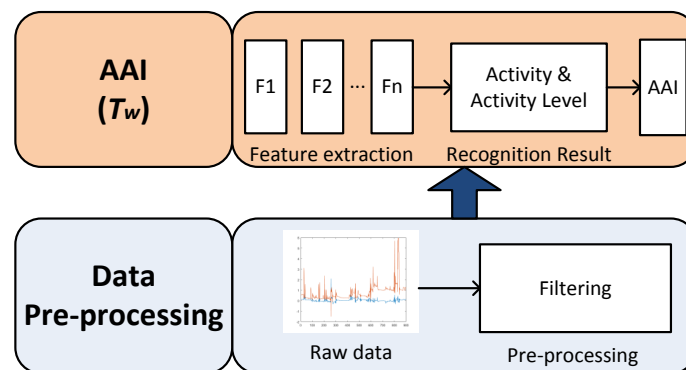 AAI
(Tw)
F1 F2 ... Fn
Activity &
Activity Level
AAI
Feature extraction
Recognition Result
Data
Pre-processing
Filtering
Raw data
Pre-processing